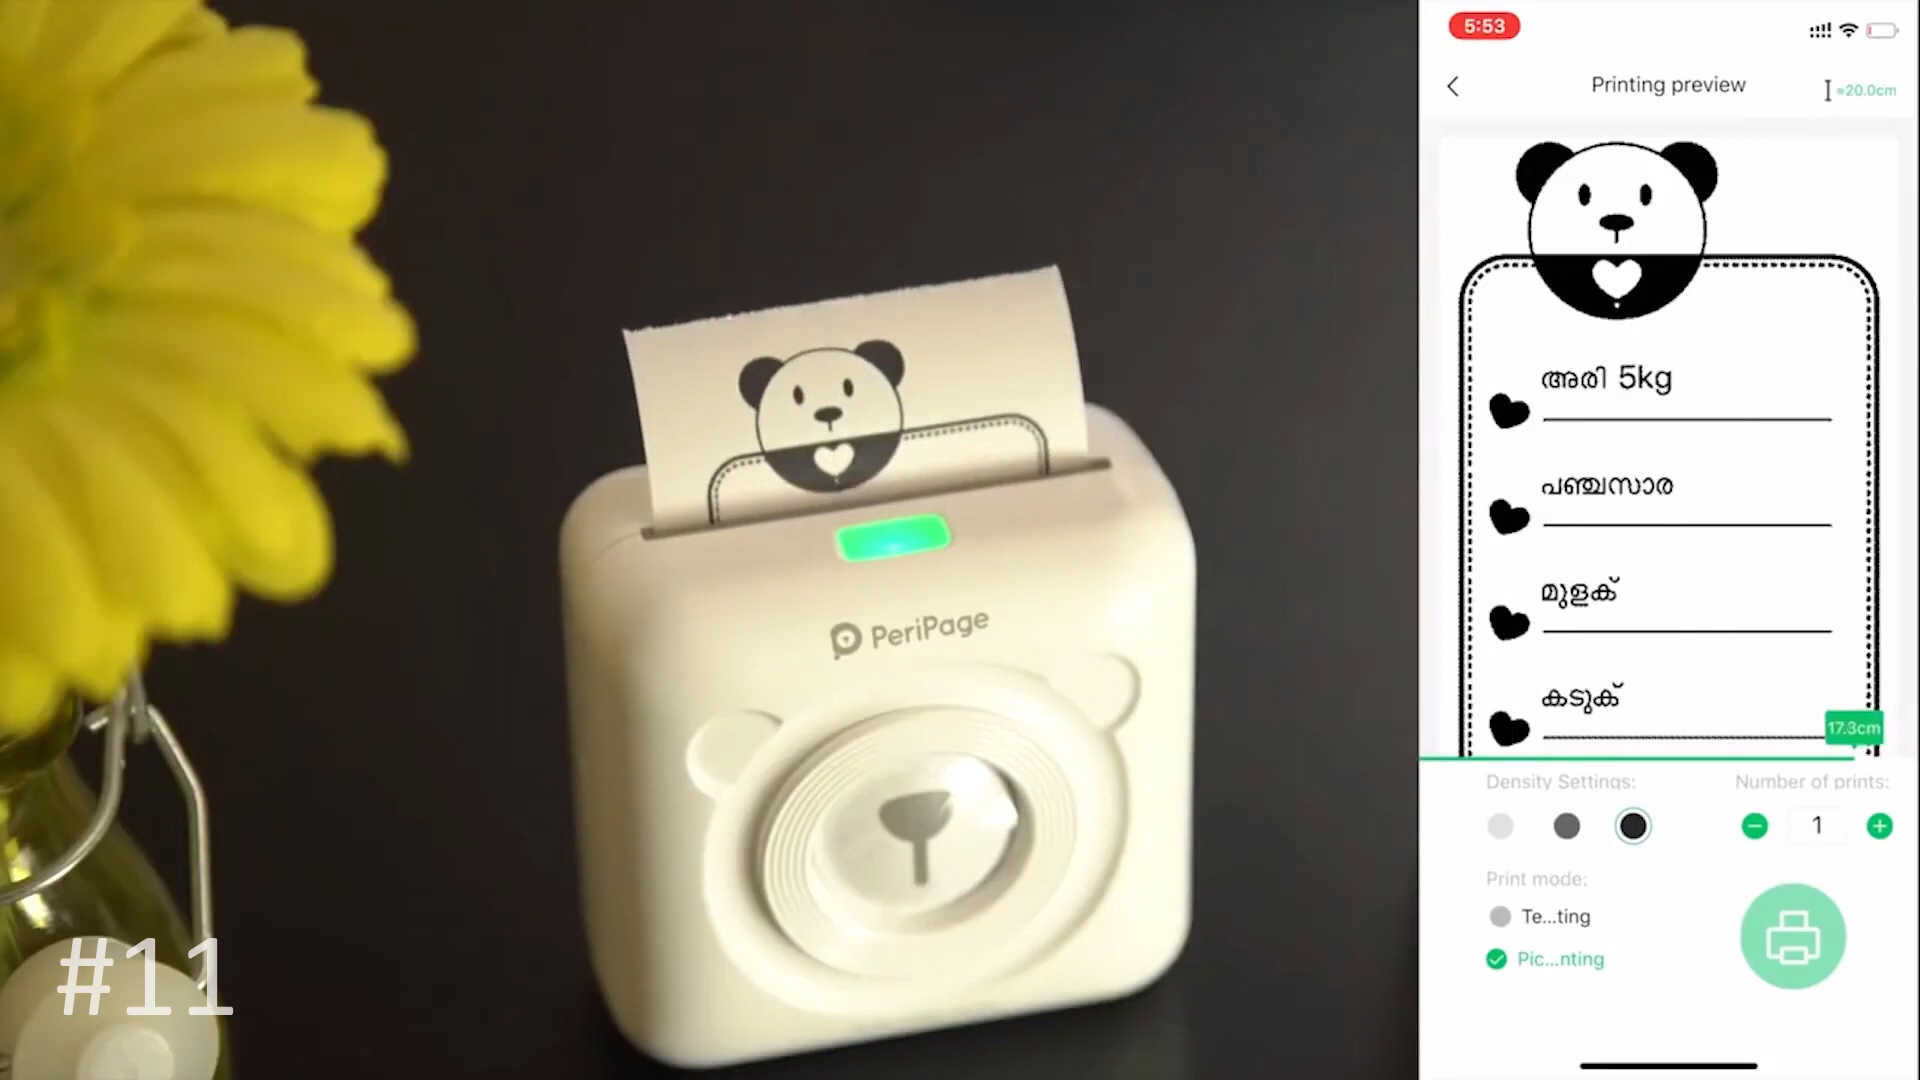 5:53
Printing preview
≈20.0cm
അരി 5kg
പഞ്ചസാര
മുളക്
കടുക്
17.3cm
Density Settings:
Number of prints:
1
Print mode:
Te...ting
Pic...nting
PeriPage
#11